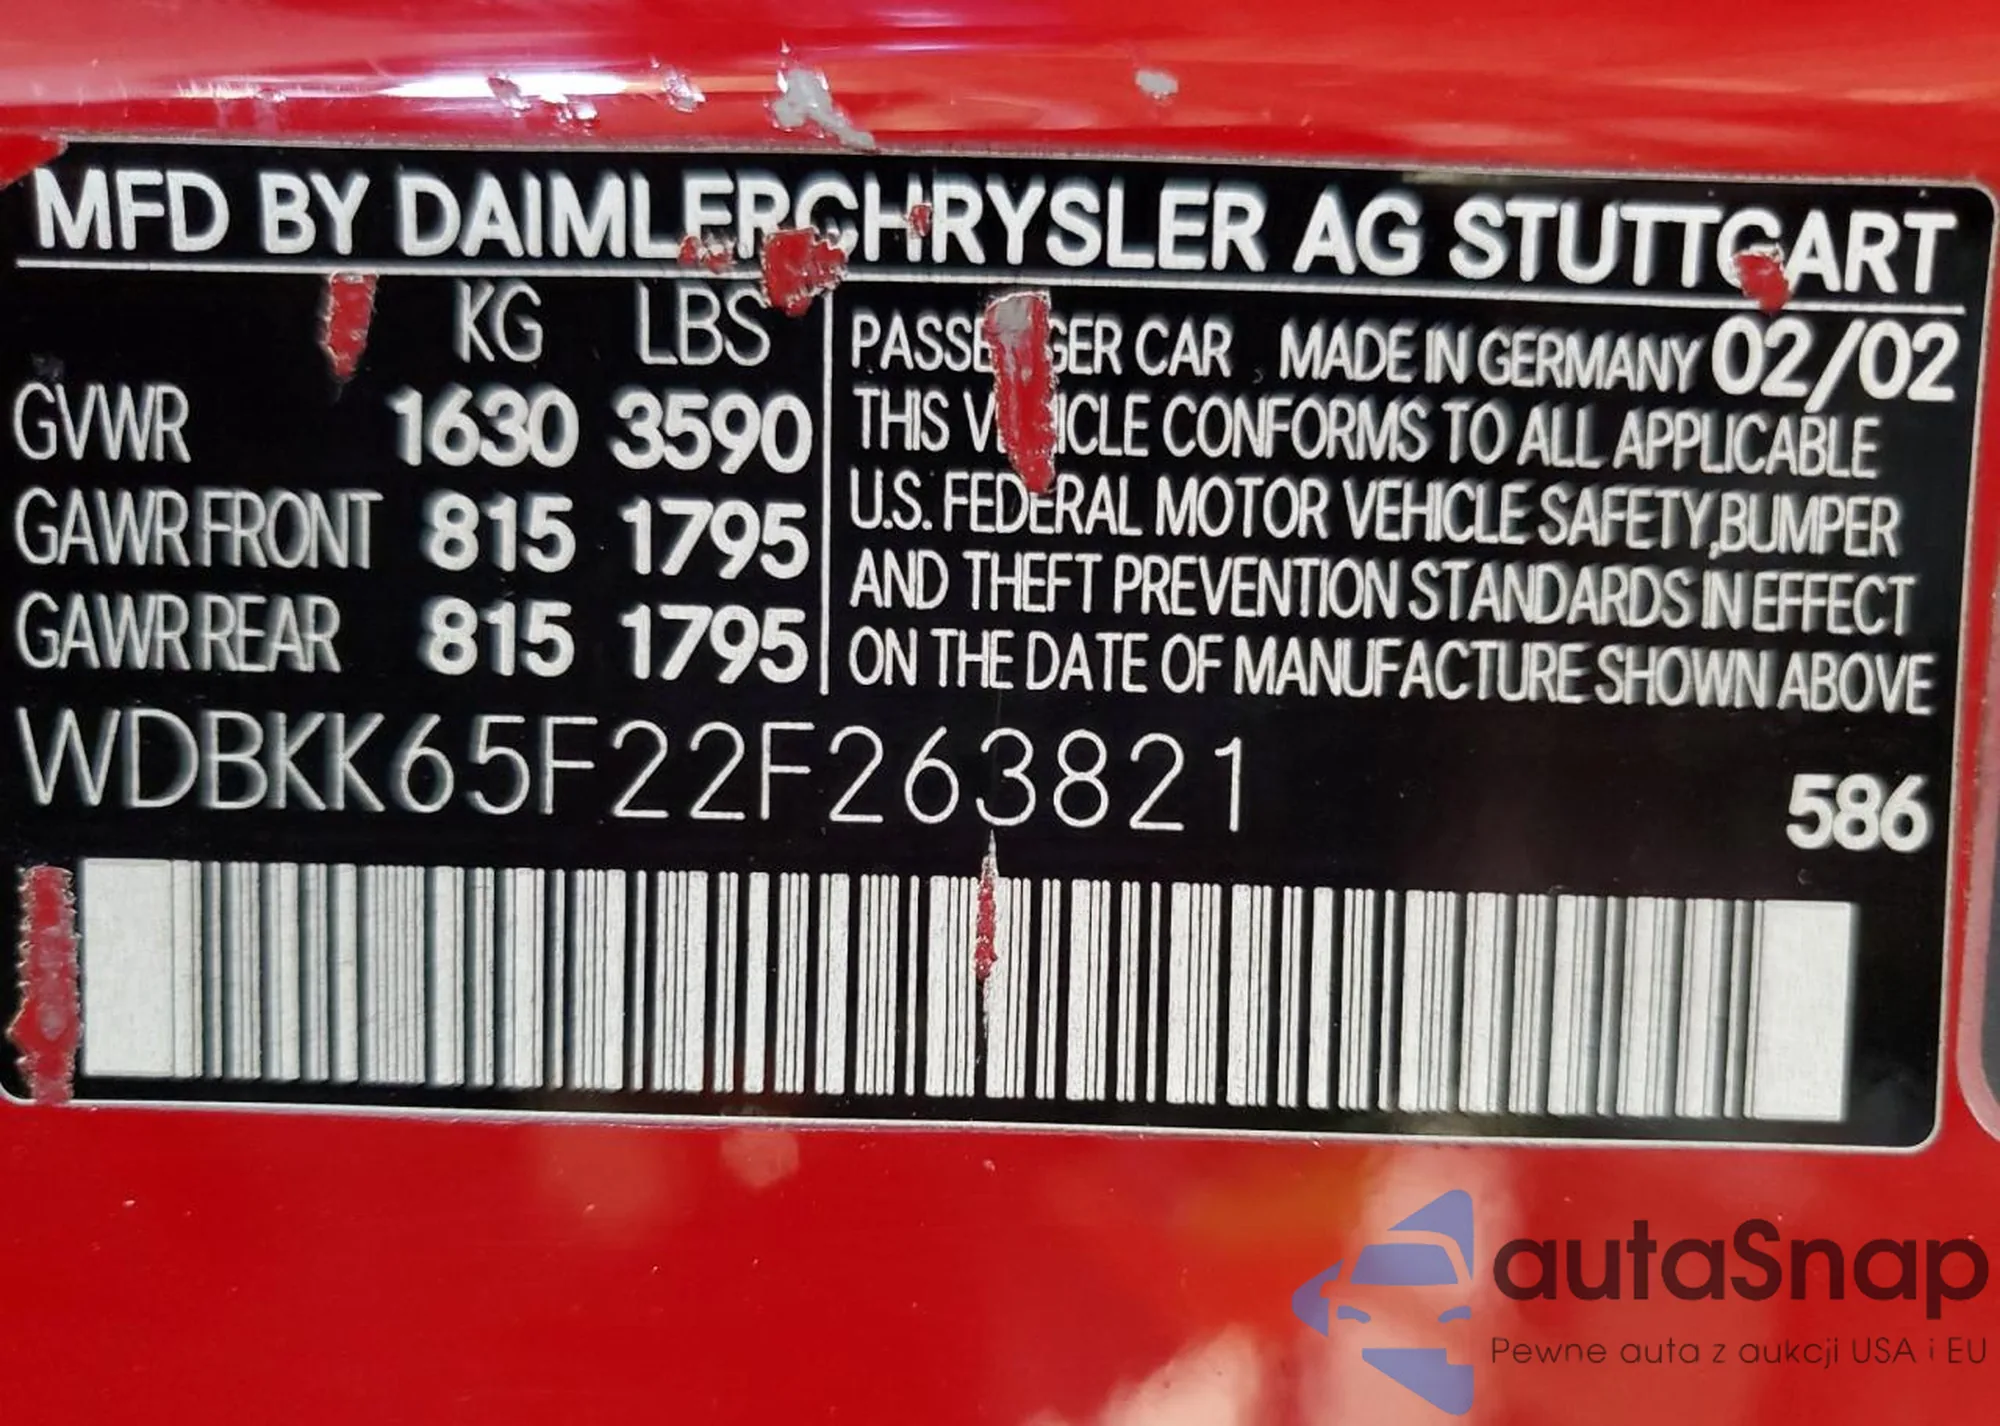 MFD BY DAIMLERCHRYSLER AG STUTTGART
KG LBS
GVWR 1630 3590
GAWR FRONT 815 1795
GAWR REAR 815 1795
PASSENGER CAR MADE IN GERMANY 02/02
THIS VEHICLE CONFORMS TO ALL APPLICABLE
U.S. FEDERAL MOTOR VEHICLE SAFETY,BUMPER
AND THEFT PREVENTION STANDARDS IN EFFECT
ON THE DATE OF MANUFACTURE SHOWN ABOVE
WDBKK65F22F263821
586
autaSnap
Pewne auta z aukcji USA i EU